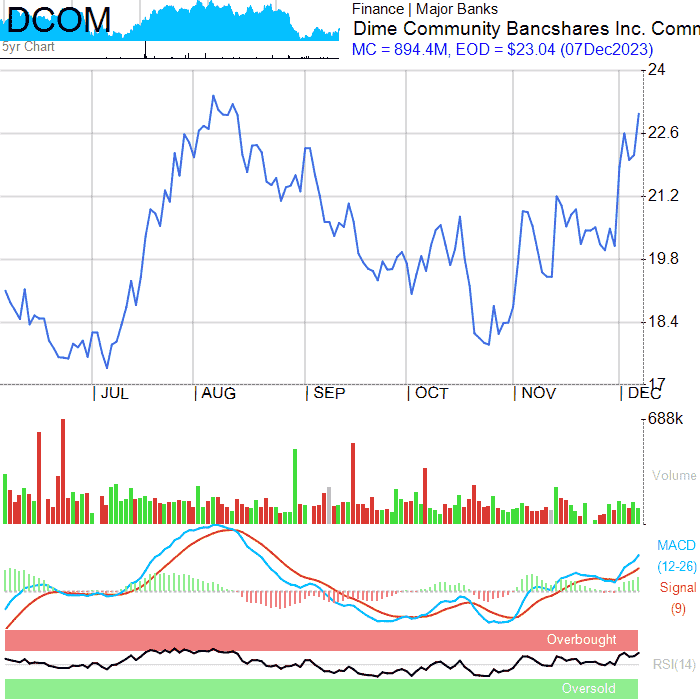 DCOM
5yr Chart
Finance | Major Banks
Dime Community Bancshares Inc. Comm
MC = 894.4M, EOD = $23.04 (07Dec2023)
24
22.6
21.2
19.8
18.4
17
JUL AUG SEP OCT NOV DEC
688k
Volume
MACD
(12-26)
Signal
(9)
Overbought
RSI(14)
Oversold